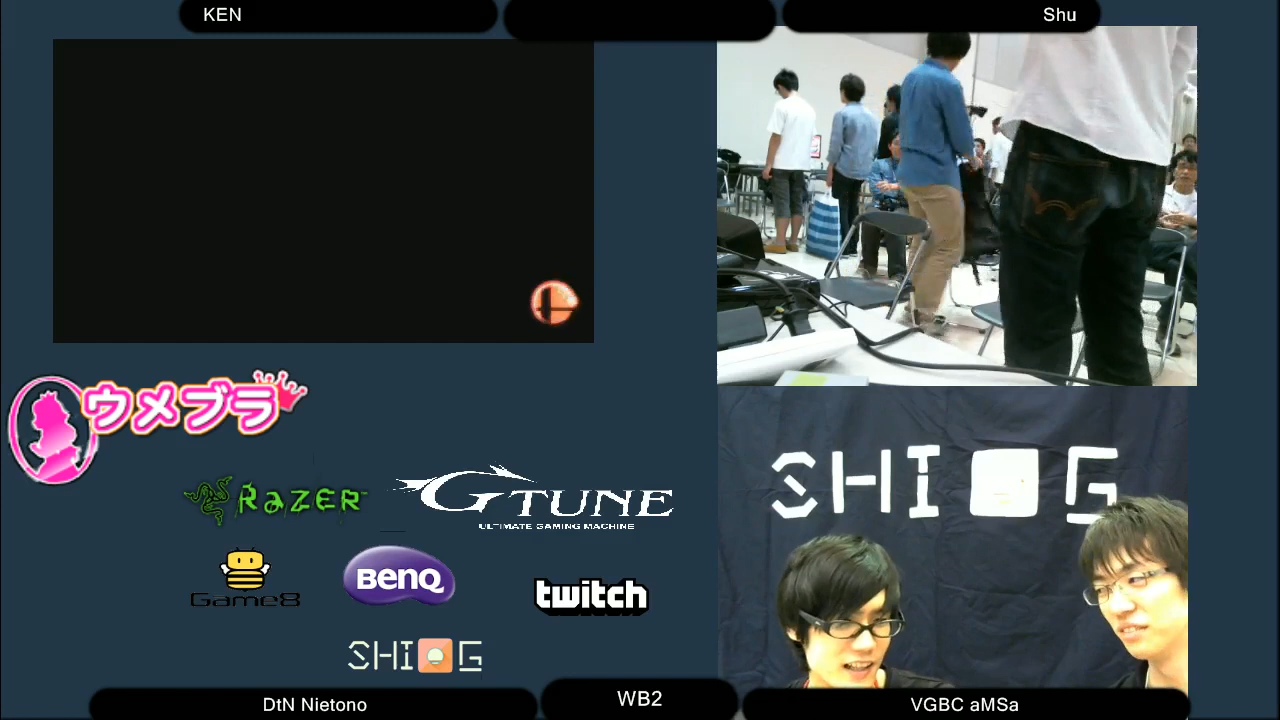 KEN
Shu
ウメブラ
RAZER
G TUNE
ULTIMATE GAMING MACHINE
Game8
BenQ
twitch
SHI G
SHI G
DtN Nietono
WB2
VGBC aMSa